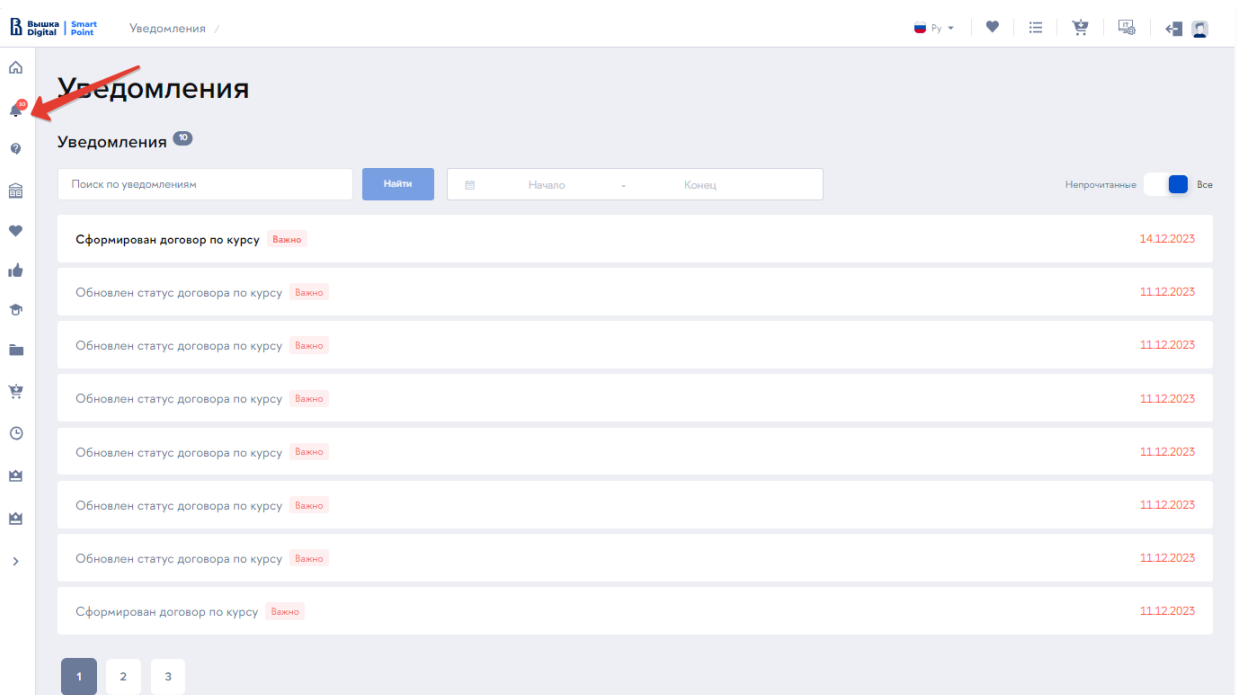 Вышка | Smart
Digital | Point
Уведомления /
Ру
10
Уведомления
Уведомления 10
Поиск по уведомлениям
Найти
Начало - Конец
Непрочитанные
Все
Сформирован договор по курсу Важно 14.12.2023
Обновлен статус договора по курсу Важно 11.12.2023
Обновлен статус договора по курсу Важно 11.12.2023
Обновлен статус договора по курсу Важно 11.12.2023
Обновлен статус договора по курсу Важно 11.12.2023
Обновлен статус договора по курсу Важно 11.12.2023
Обновлен статус договора по курсу Важно 11.12.2023
Сформирован договор по курсу Важно 11.12.2023
1 2 3